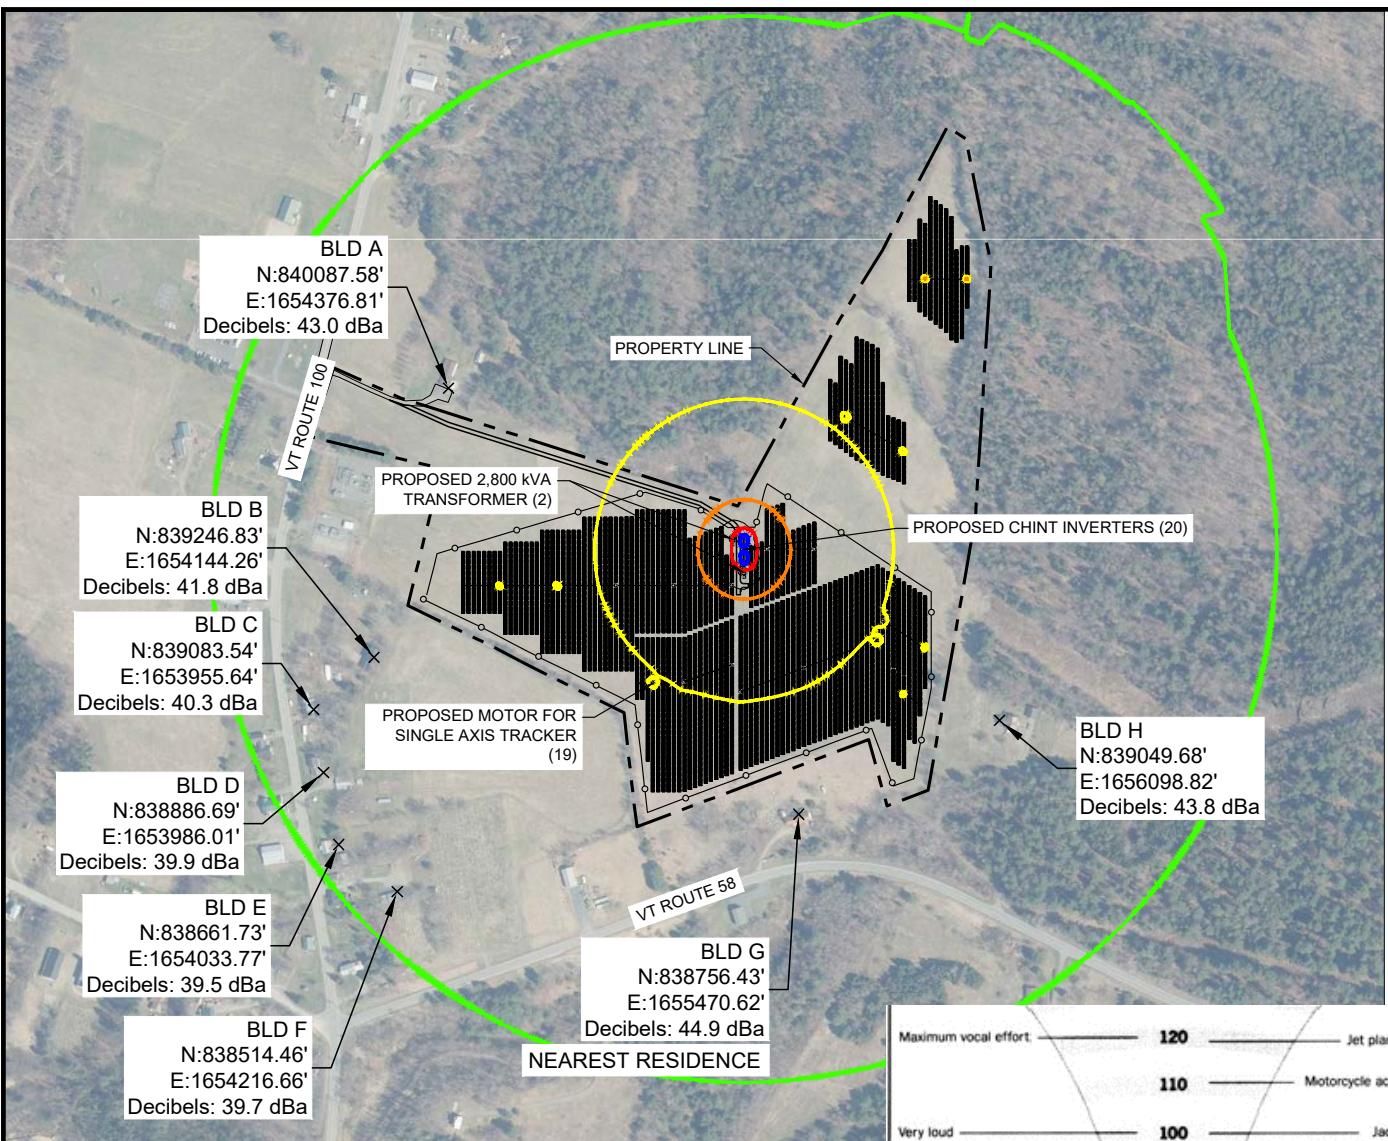 BLD A
N:840087.58'
E:1654376.81'
Decibels: 43.0 dBa
PROPERTY LINE
VT ROUTE 100
PROPOSED 2,800 kVA
TRANSFORMER (2)
PROPOSED CHINT INVERTERS (20)
BLD B
N:839246.83'
E:1654144.26'
Decibels: 41.8 dBa
BLD C
N:839083.54'
E:1653955.64'
Decibels: 40.3 dBa
PROPOSED MOTOR FOR
SINGLE AXIS TRACKER
(19)
BLD H
N:839049.68'
E:1656098.82'
Decibels: 43.8 dBa
BLD D
N:838886.69'
E:1653986.01'
Decibels: 39.9 dBa
VT ROUTE 58
BLD E
N:838661.73'
E:1654033.77'
Decibels: 39.5 dBa
BLD G
N:838756.43'
E:1655470.62'
Decibels: 44.9 dBa
NEAREST RESIDENCE
BLD F
N:838514.46'
E:1654216.66'
Decibels: 39.7 dBa
Maximum vocal effort 120 Jet
110 Motorcycle
Very loud 100